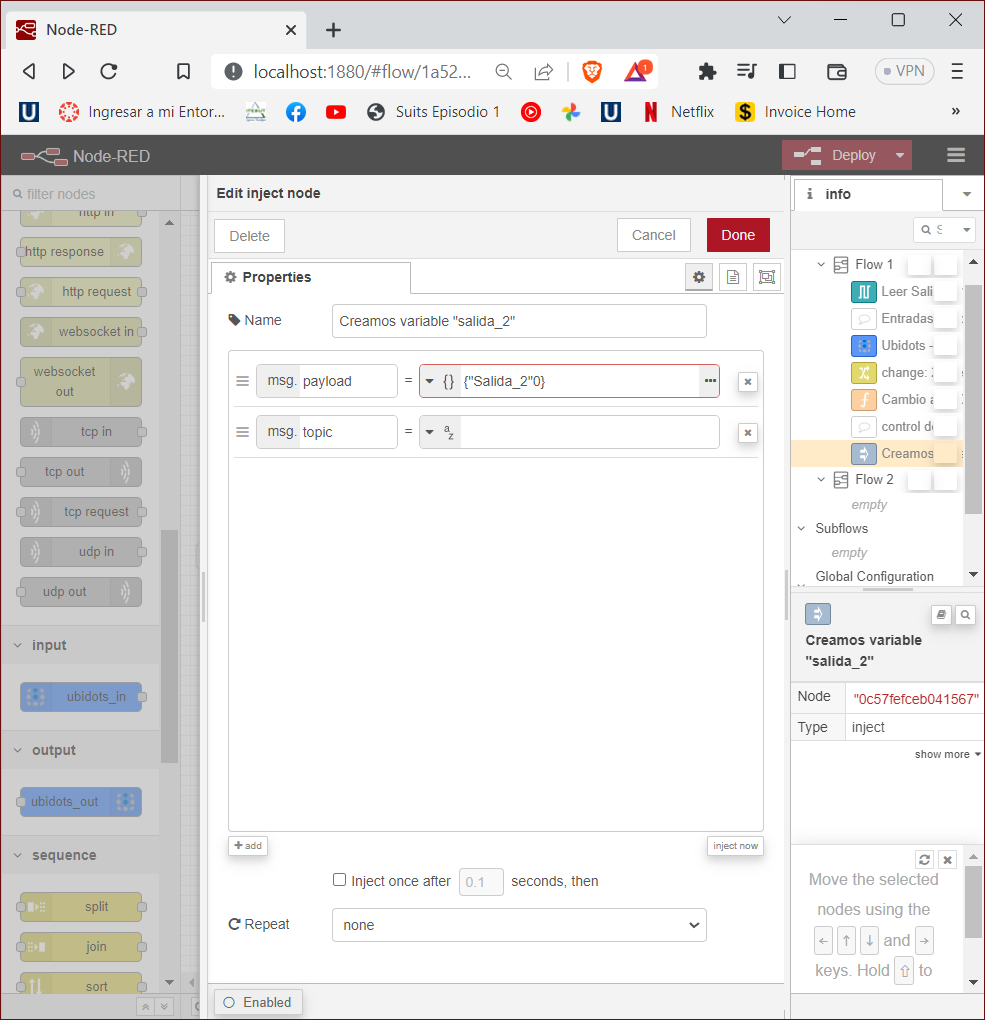 Node-RED
localhost:1880/#flow/1a52...
1
VPN
Ingresar a mi Entor...
Suits Episodio 1
Netflix
Invoice Home
»
Node-RED
Deploy
filter nodes
http in
http response
http request
websocket in
websocket
out
tcp in
tcp out
tcp request
udp in
udp out
input
ubidots_in
output
ubidots_out
sequence
split
join
sort
Edit inject node
Delete
Cancel
Done
Properties
Name
Creamos variable "salida_2"
msg. payload = {} {"Salida_2"0} •••
msg. topic = a z
add
inject now
Inject once after 0.1 seconds, then
Repeat
none
Enabled
info
S
Flow 1
Leer Sali
Entradas
Ubidots -
change:
Cambio a
control de
Creamos
Flow 2
empty
Subflows
empty
Global Configuration
Creamos variable
"salida_2"
Node "0c57fefceb041567"
Type inject
show more
Move the selected
nodes using the
← ↑ ↓ and →
keys. Hold ⇧ to